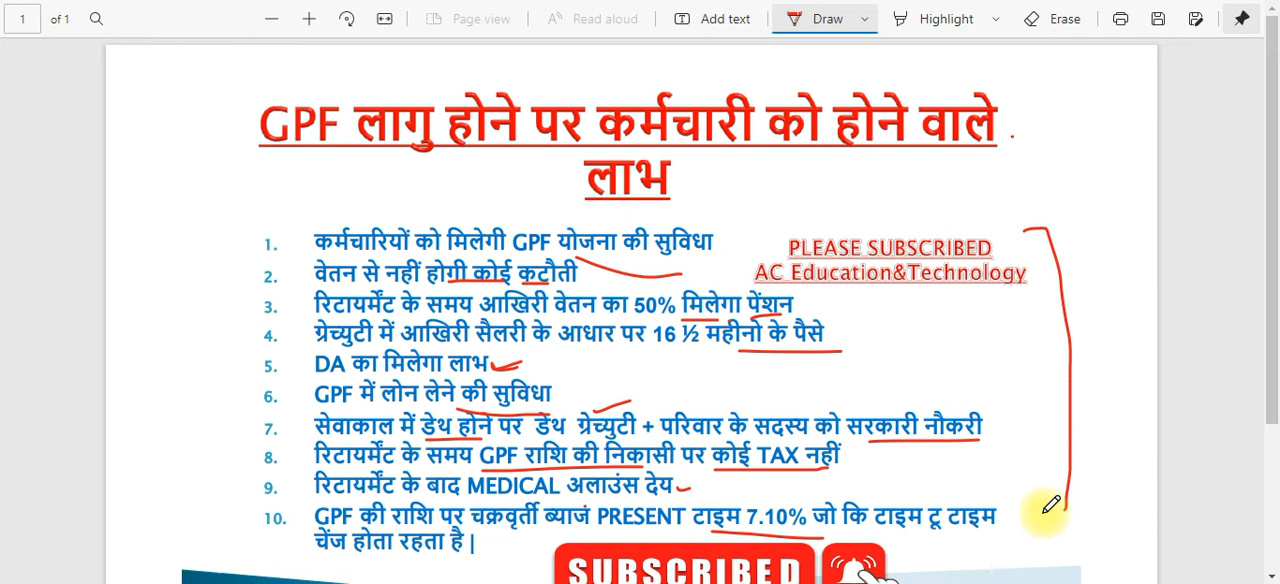 1 of 1 Page view Read aloud Add text Draw Highlight Erase
GPF लागु होने पर कर्मचारी को होने वाले
लाभ
1. कर्मचारियों को मिलेगी GPF योजना की सुविधा
PLEASE SUBSCRIBED
AC Education&Technology
2. वेतन से नहीं होगी कोई कटौती
3. रिटायर्मेंट के समय आखिरी वेतन का 50% मिलेगा पेंशन
4. ग्रेच्युटी में आखिरी सैलरी के आधार पर 16 ½ महीनो के पैसे
5. DA का मिलेगा लाभ
6. GPF में लोन लेने की सुविधा
7. सेवाकाल में डेथ होने पर डेथ ग्रेच्युटी + परिवार के सदस्य को सरकारी नौकरी
8. रिटायर्मेंट के समय GPF राशि की निकासी पर कोई TAX नहीं
9. रिटायर्मेंट के बाद MEDICAL अलाउंस देय
10. GPF की राशि पर चक्रवृर्ती ब्याजं PRESENT टाइम 7.10% जो कि टाइम टू टाइम
चेंज होता रहता है |
SUBSCRIBED